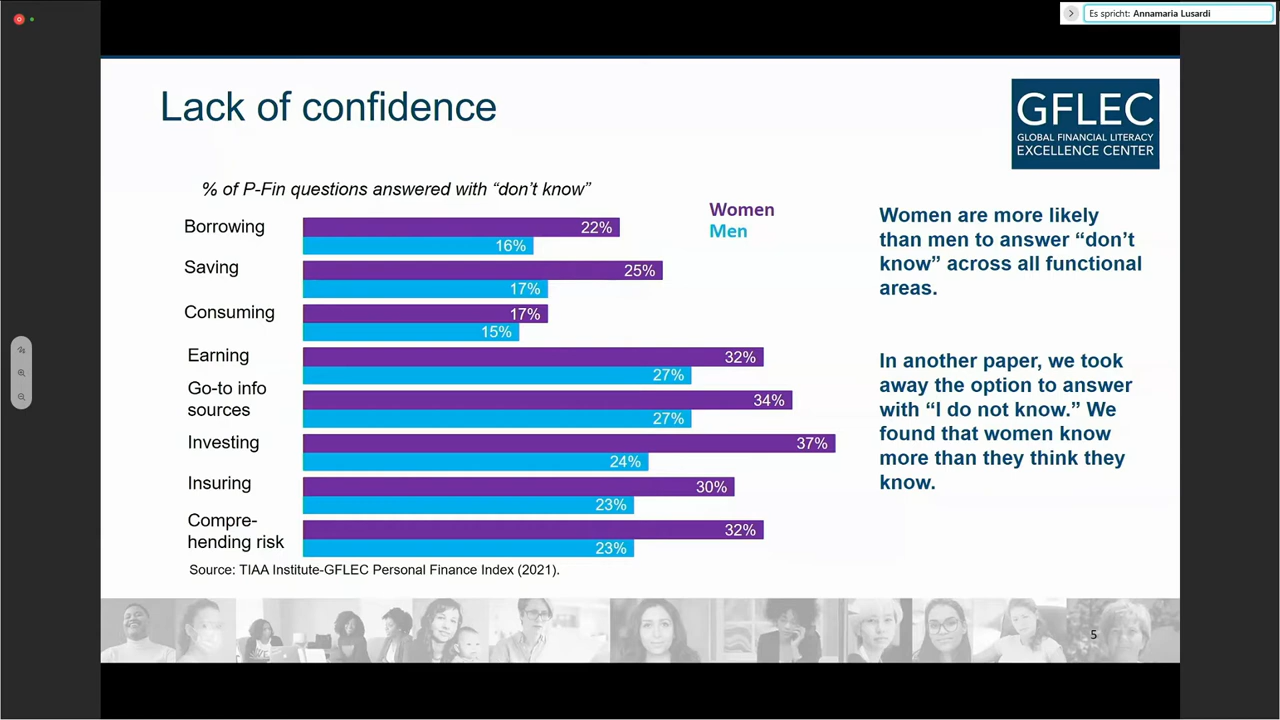 Es spricht: Annamaria Lusardi
Lack of confidence
GFLEC
GLOBAL FINANCIAL LITERACY
EXCELLENCE CENTER
% of P-Fin questions answered with “don’t know”
Women
Men
Borrowing
22%
16%
Saving
25%
17%
Consuming
17%
15%
Earning
32%
27%
Go-to info
sources
34%
27%
Investing
37%
24%
Insuring
30%
23%
Compre-
hending risk
32%
23%
Source: TIAA Institute-GFLEC Personal Finance Index (2021).
Women are more likely
than men to answer “don’t
know” across all functional
areas.
In another paper, we took
away the option to answer
with “I do not know.” We
found that women know
more than they think they
know.
5